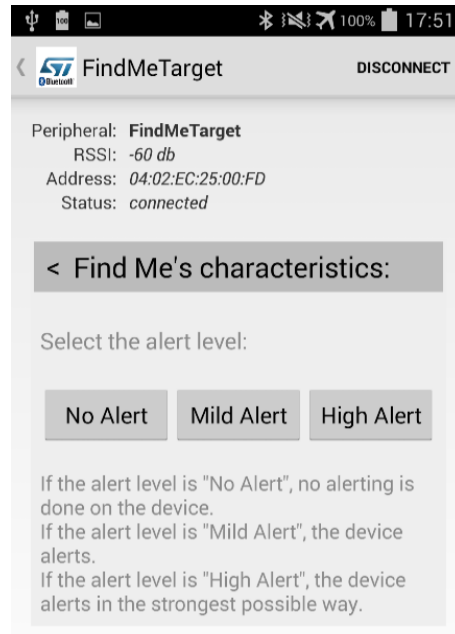 100 100% 17:51
ST Bluetooth FindMeTarget DISCONNECT
Peripheral: FindMeTarget
RSSI: -60 db
Address: 04:02:EC:25:00:FD
Status: connected
< Find Me's characteristics:
Select the alert level:
No Alert Mild Alert High Alert
If the alert level is "No Alert", no alerting is
done on the device.
If the alert level is "Mild Alert", the device
alerts.
If the alert level is "High Alert", the device
alerts in the strongest possible way.